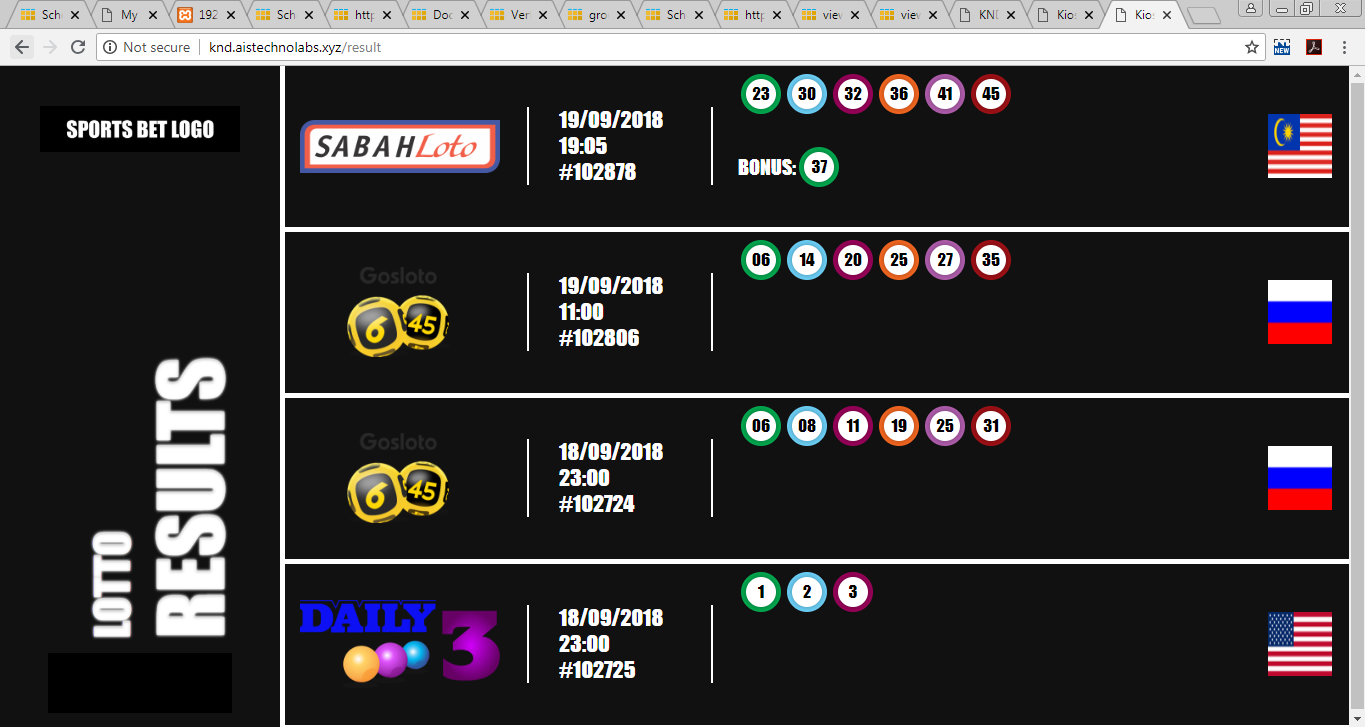 Sch
My
192
Sch
http
Doc
Ver
gro
Sch
http
view
view
KND
Kios
Kios
Not secure
knd.aistechnolabs.xyz/result
NEW
SPORTS BET LOGO
LOTTO
RESULTS
SABAH Loto
19/09/2018
19:05
#102878
23 30 32 36 41 45
BONUS: 37
Gosloto
6 45
19/09/2018
11:00
#102806
06 14 20 25 27 35
Gosloto
6 45
18/09/2018
23:00
#102724
06 08 11 19 25 31
DAILY 3
18/09/2018
23:00
#102725
1 2 3